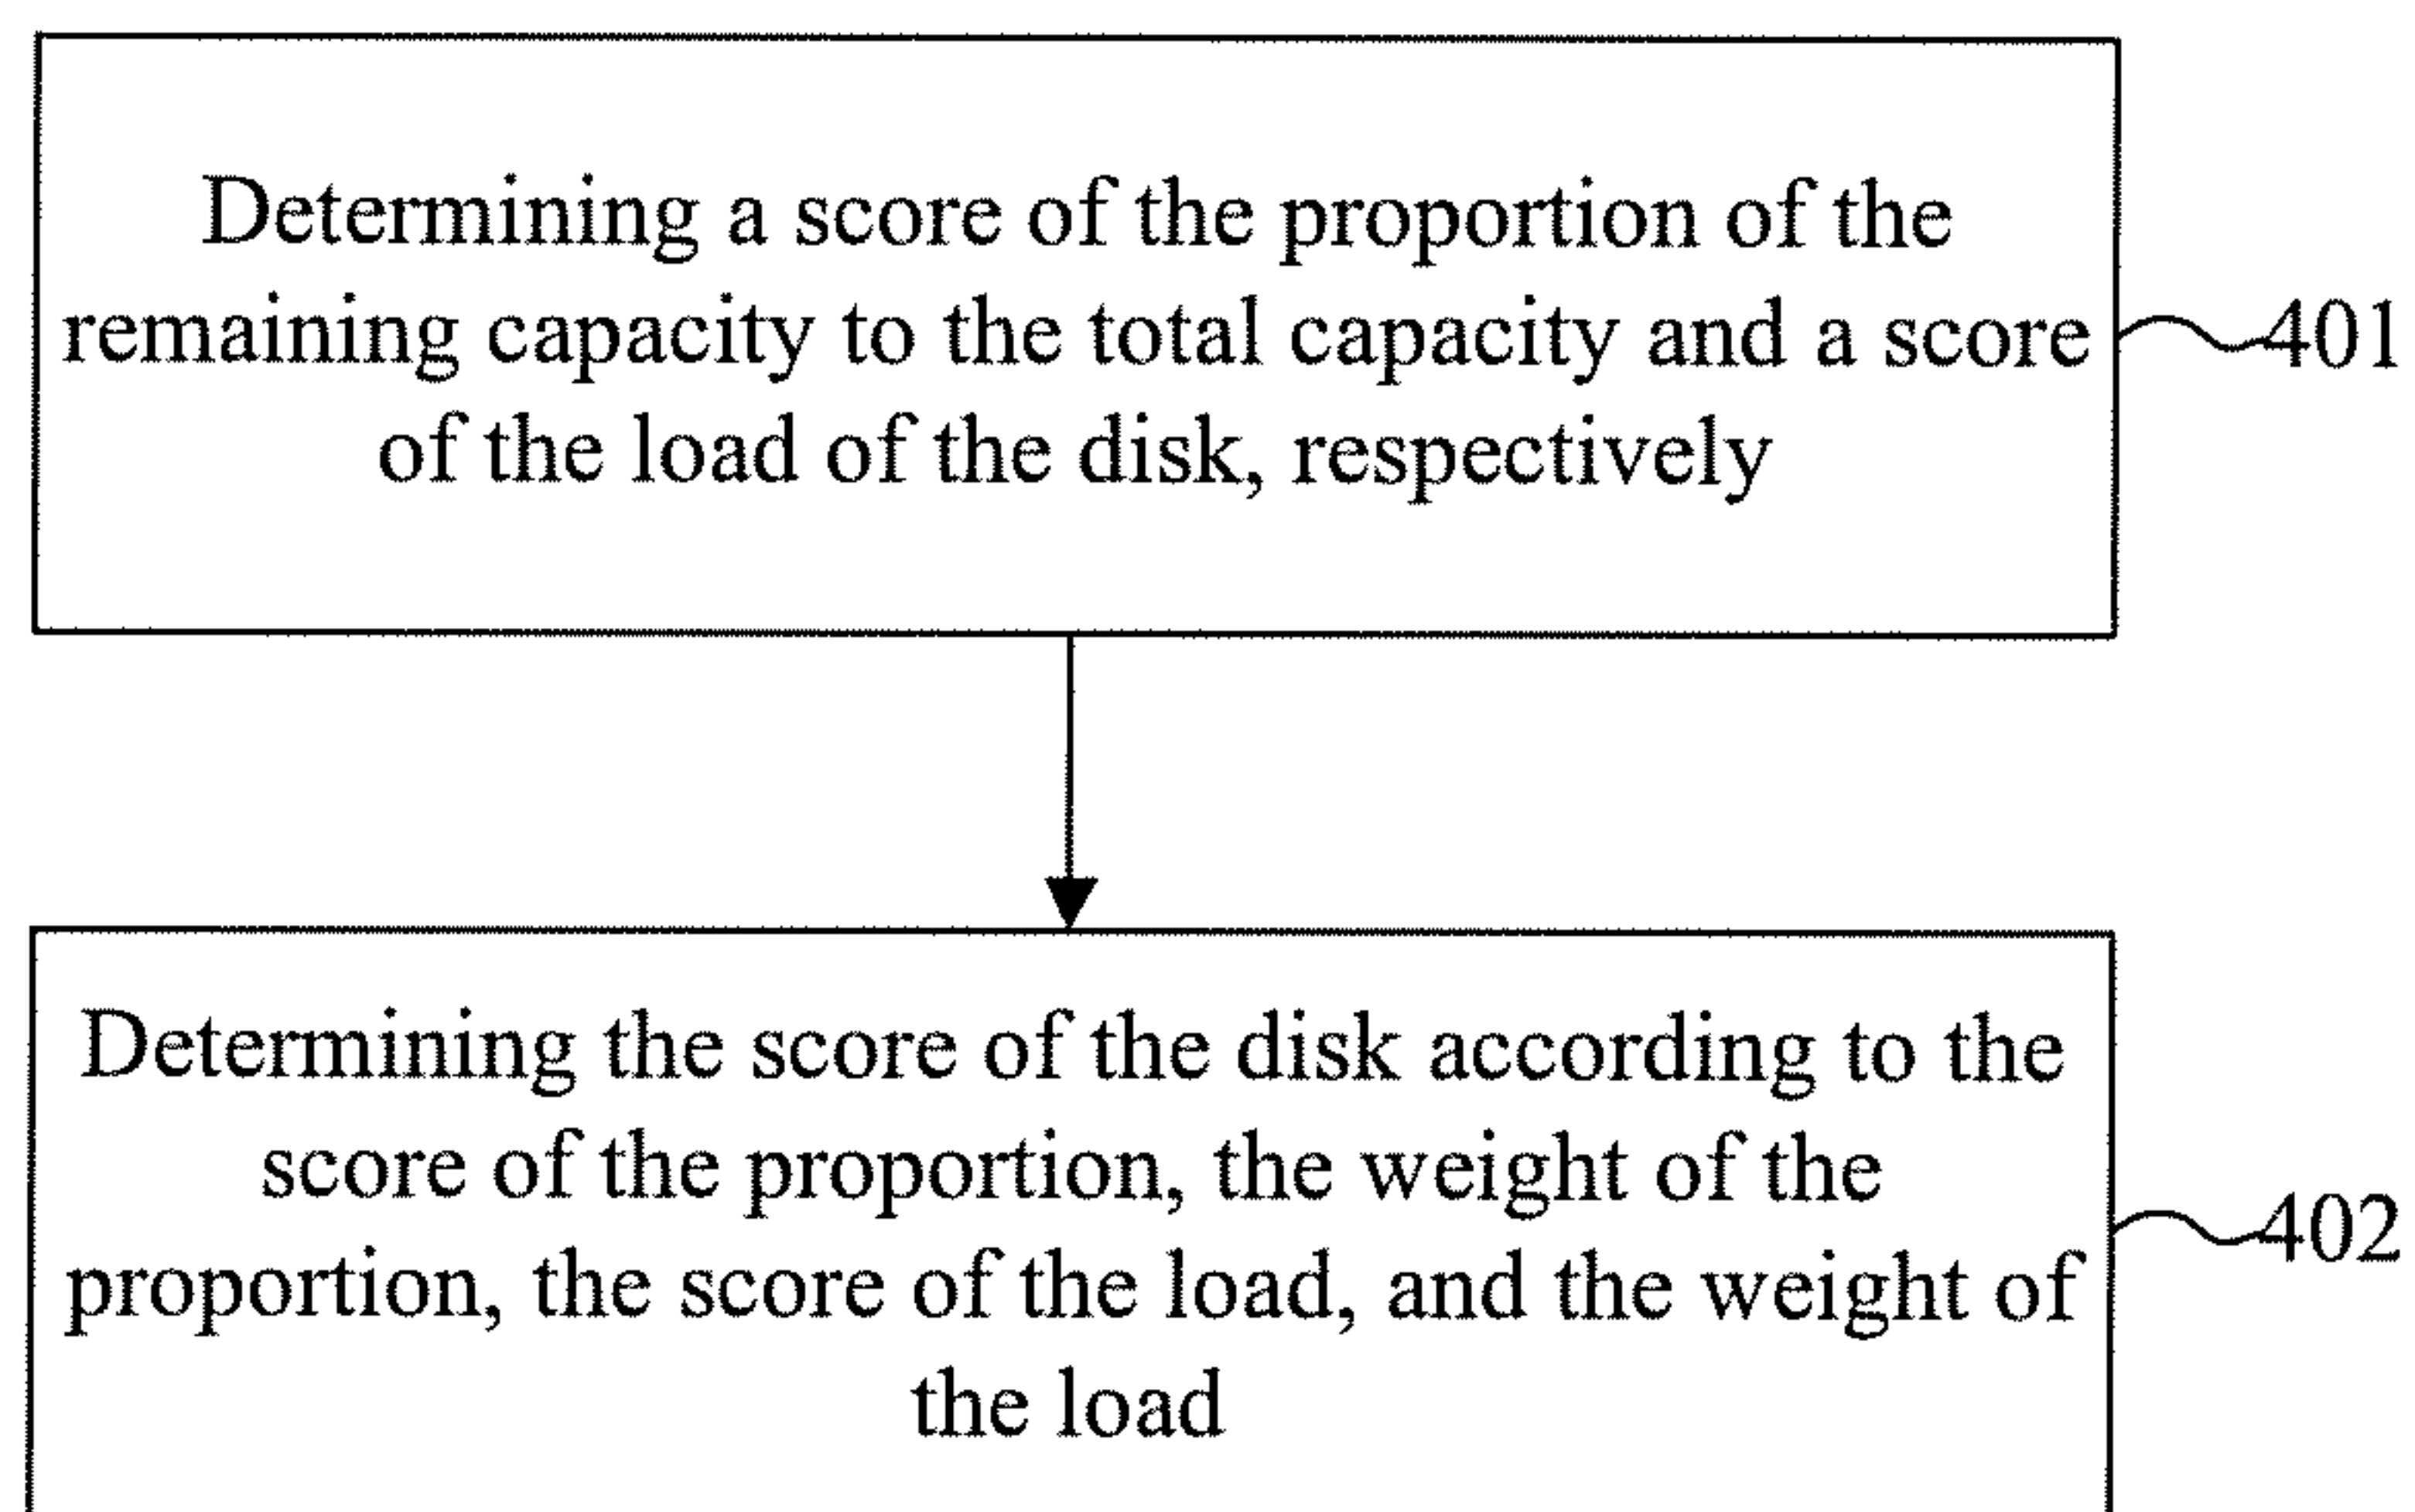 Determining a score of the proportion of the
remaining capacity to the total capacity and a score
of the load of the disk, respectively
401
Determining the score of the disk according to the
score of the proportion, the weight of the
proportion, the score of the load, and the weight of
the load
402